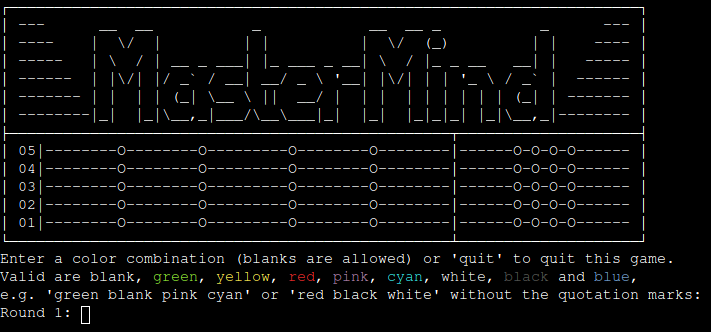 MasterMind
05|--------O--------O---------O--------O--------|------O-O-O-O------
04|--------O--------O---------O--------O--------|------O-O-O-O------
03|--------O--------O---------O--------O--------|------O-O-O-O------
02|--------O--------O---------O--------O--------|------O-O-O-O------
01|--------O--------O---------O--------O--------|------O-O-O-O------
Enter a color combination (blanks are allowed) or 'quit' to quit this game.
Valid are blank, green, yellow, red, pink, cyan, white, black and blue,
e.g. 'green blank pink cyan' or 'red black white' without the quotation marks:
Round 1: